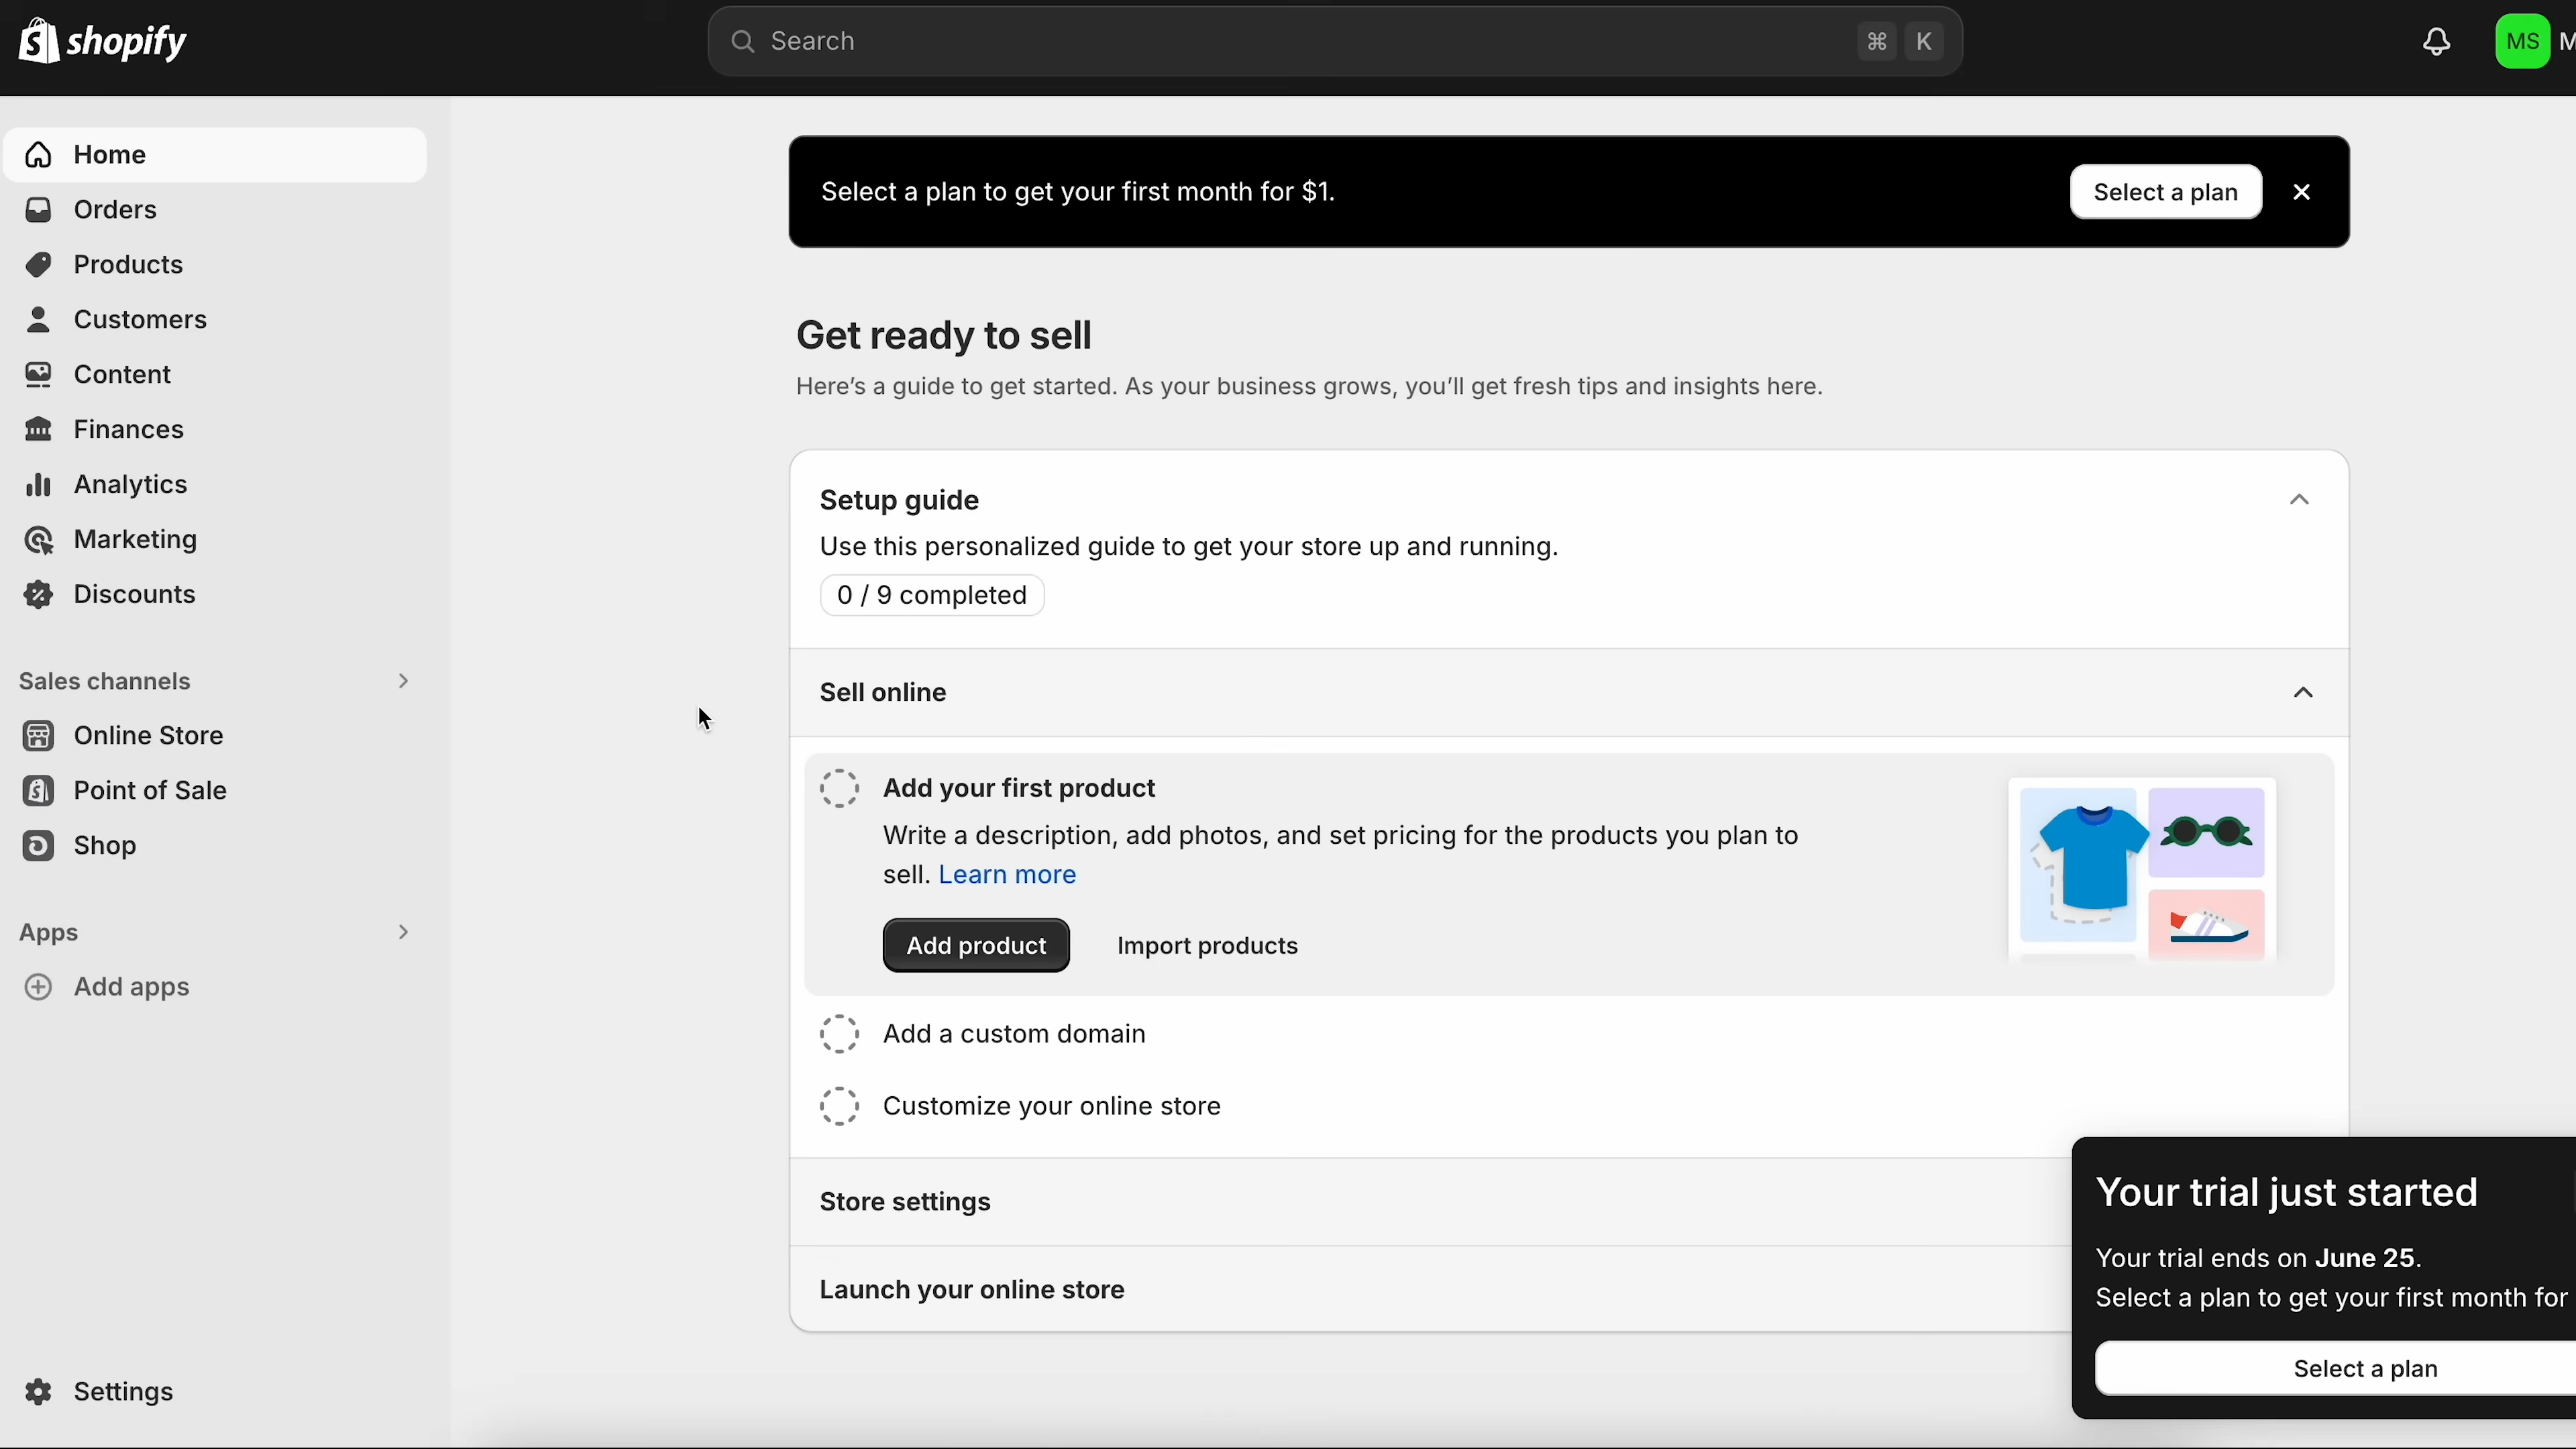 shopify
Search
⌘ K
MS
Home
Orders
Products
Customers
Content
Finances
Analytics
Marketing
Discounts
Sales channels
Online Store
Point of Sale
Shop
Apps
Add apps
Settings
Select a plan to get your first month for $1.
Select a plan
Get ready to sell
Here’s a guide to get started. As your business grows, you’ll get fresh tips and insights here.
Setup guide
Use this personalized guide to get your store up and running.
0 / 9 completed
Sell online
Add your first product
Write a description, add photos, and set pricing for the products you plan to
sell. Learn more
Add product
Import products
Add a custom domain
Customize your online store
Store settings
Launch your online store
Your trial just started
Your trial ends on June 25.
Select a plan to get your first month for
Select a plan